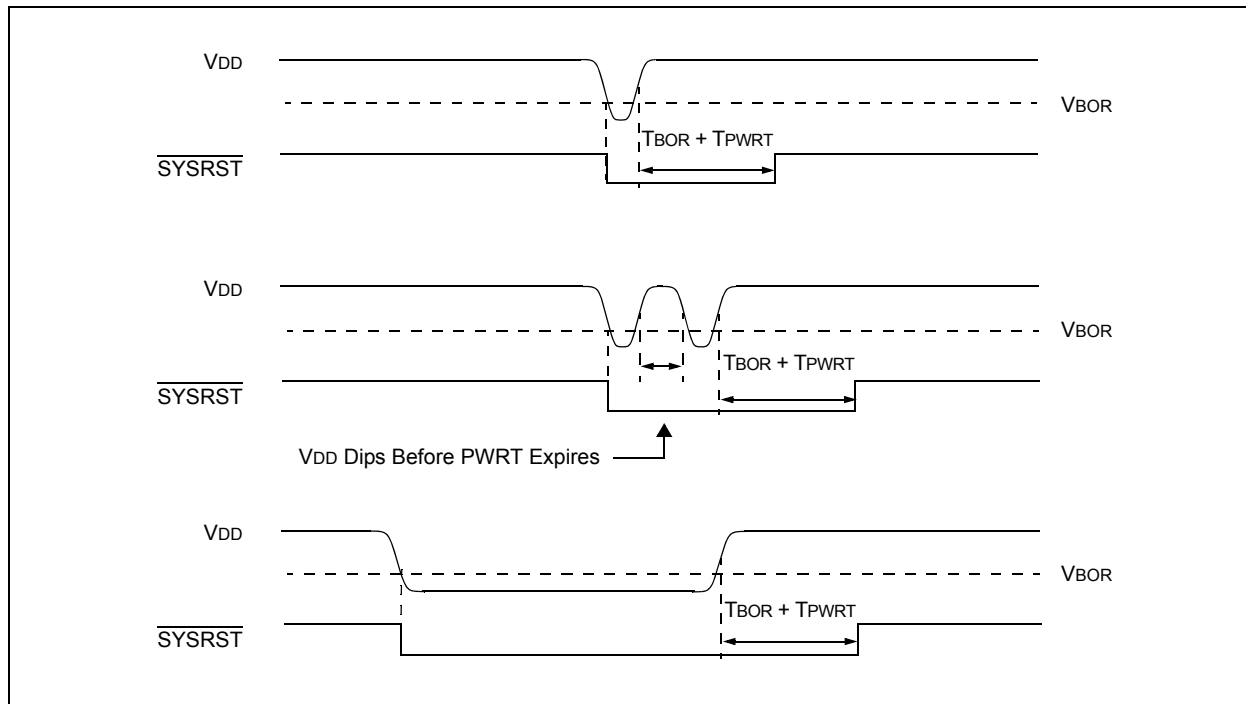 VDD
VBOR
TBOR + TPWRT
SYSRST
VDD
VBOR
TBOR + TPWRT
SYSRST
VDD Dips Before PWRT Expires
VDD
VBOR
TBOR + TPWRT
SYSRST